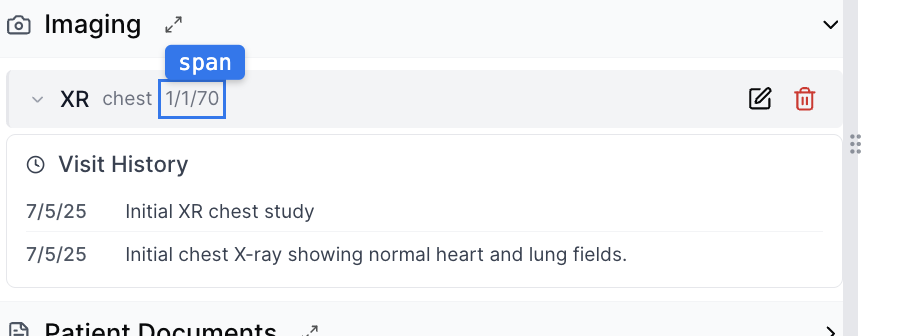 Imaging
span
XR chest 1/1/70
Visit History
7/5/25 Initial XR chest study
7/5/25 Initial chest X-ray showing normal heart and lung fields.
Patient Documents